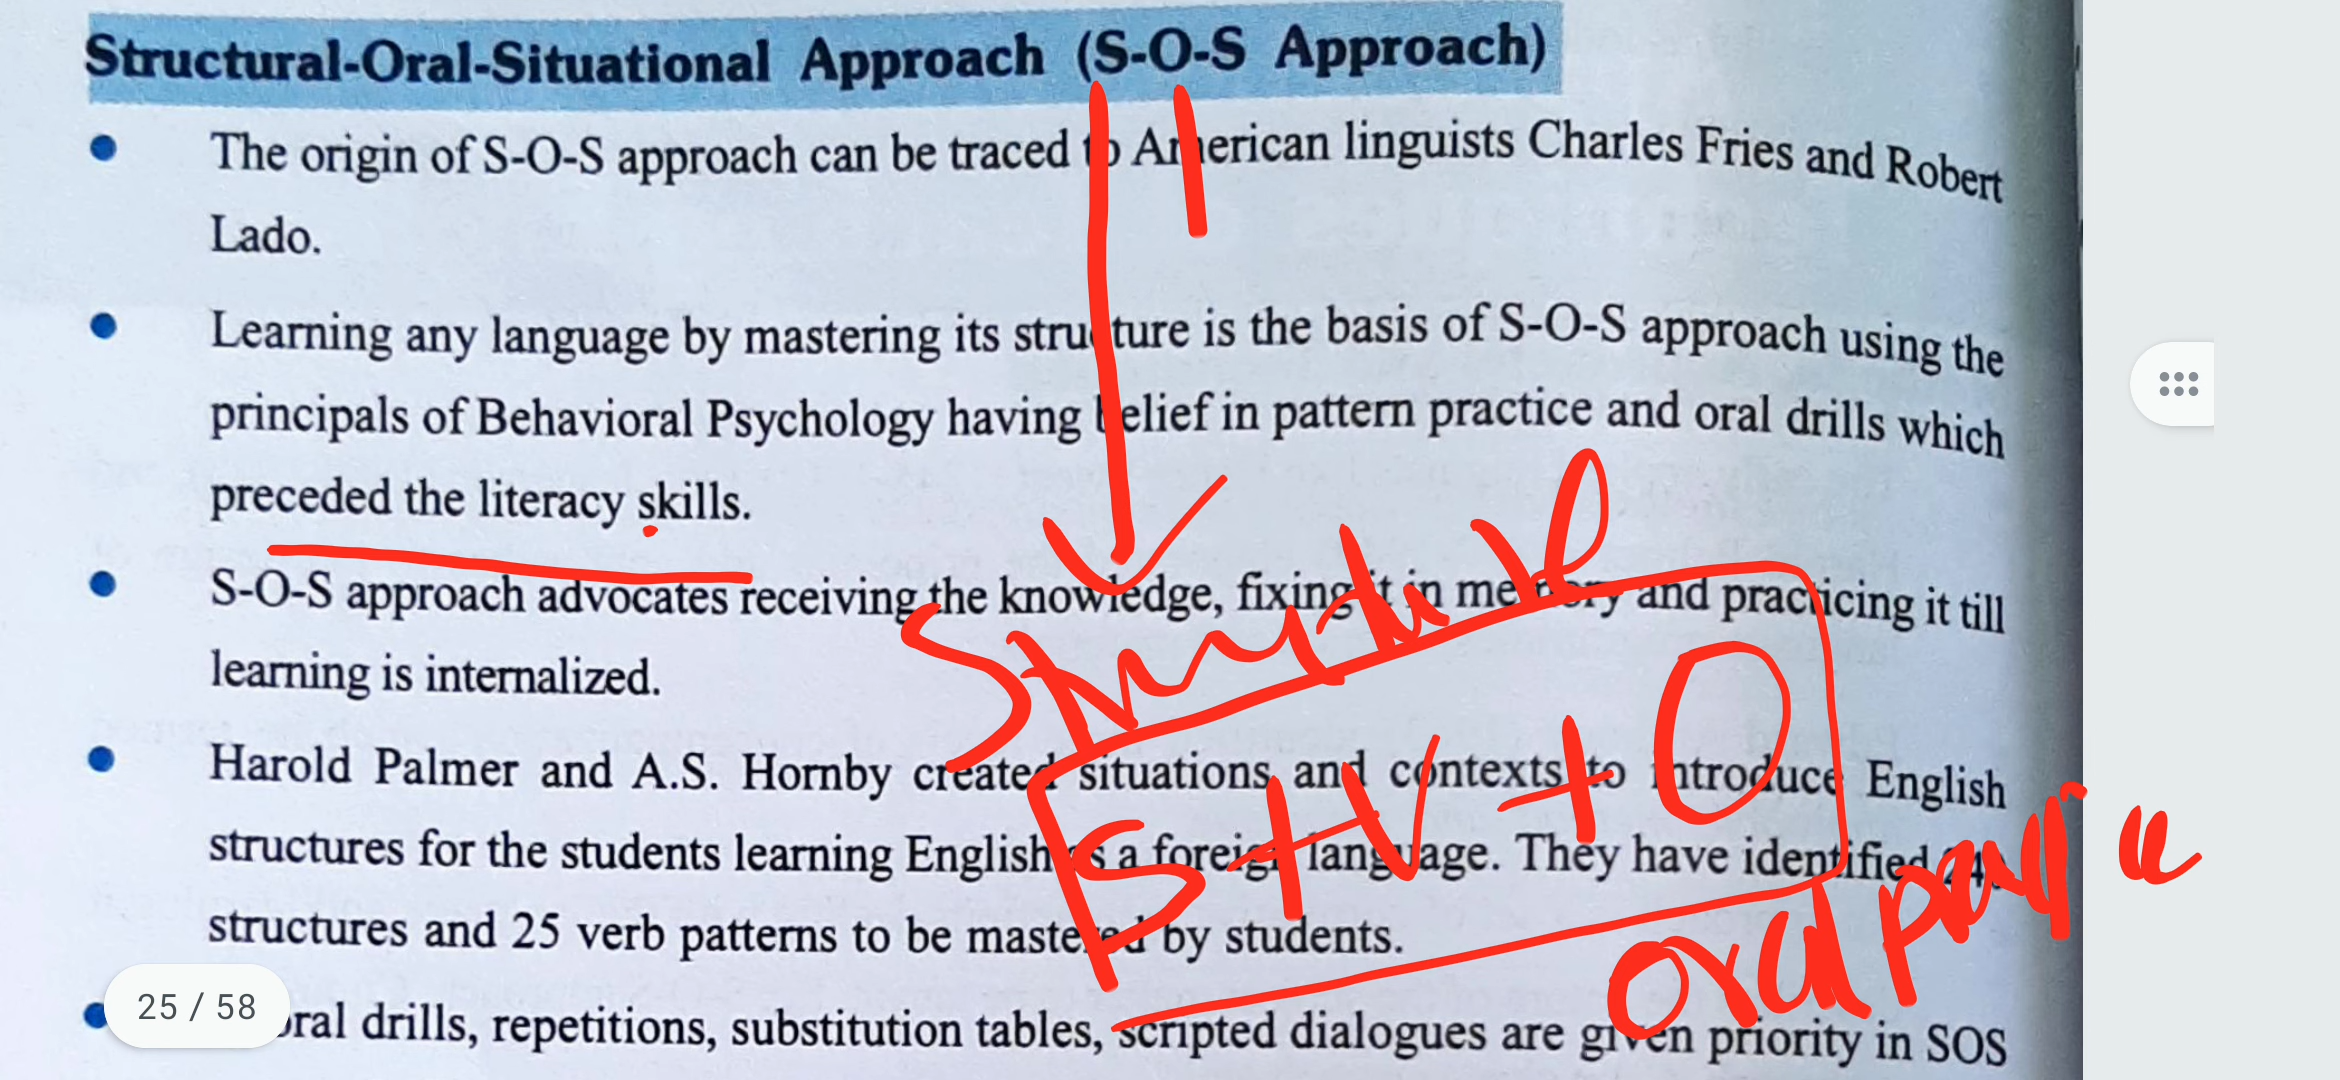 Structural-Oral-Situational Approach (S-O-S Approach)
The origin of S-O-S approach can be traced to American linguists Charles Fries and Robert
Lado.
Learning any language by mastering its structure is the basis of S-O-S approach using the
principals of Behavioral Psychology having belief in pattern practice and oral drills which
preceded the literacy skills.
S-O-S approach advocates receiving the knowledge, fixing it in memory and practicing it till
learning is internalized.
Harold Palmer and A.S. Hornby created situations and contexts to introduce English
structures for the students learning English as a foreign language. They have identified
structures and 25 verb patterns to be mastered by students.
oral drills, repetitions, substitution tables, scripted dialogues are given priority in SOS
S + V + O
oral
25 / 58